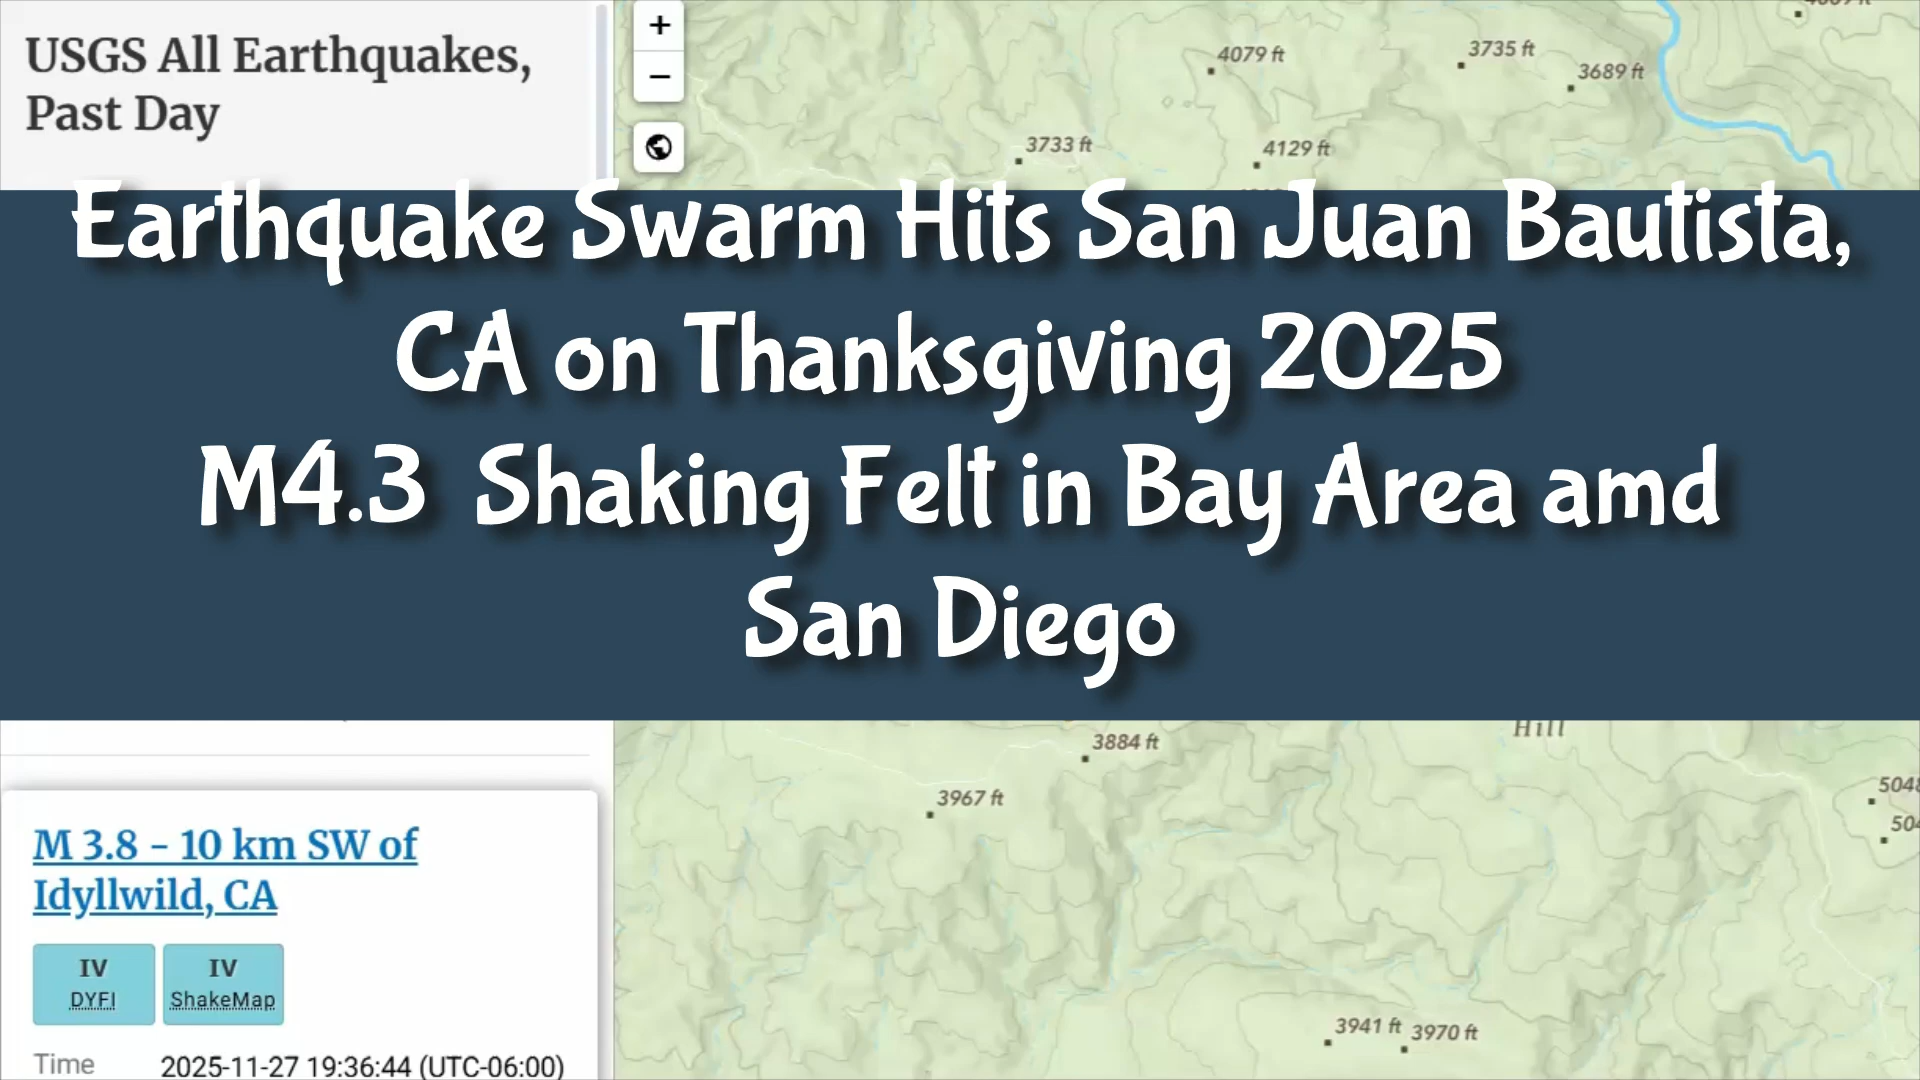 USGS All Earthquakes,
Past Day
+
−
4079 ft
3735 ft
3689 ft
3733 ft
4129 ft
Earthquake Swarm Hits San Juan Bautista,
CA on Thanksgiving 2025
M4.3 Shaking Felt in Bay Area amd
San Diego
Hill
3884 ft
3967 ft
M 3.8 - 10 km SW of
Idyllwild, CA
IV
DYFI
IV
ShakeMap
3941 ft
3970 ft
Time
2025-11-27 19:36:44 (UTC-06:00)